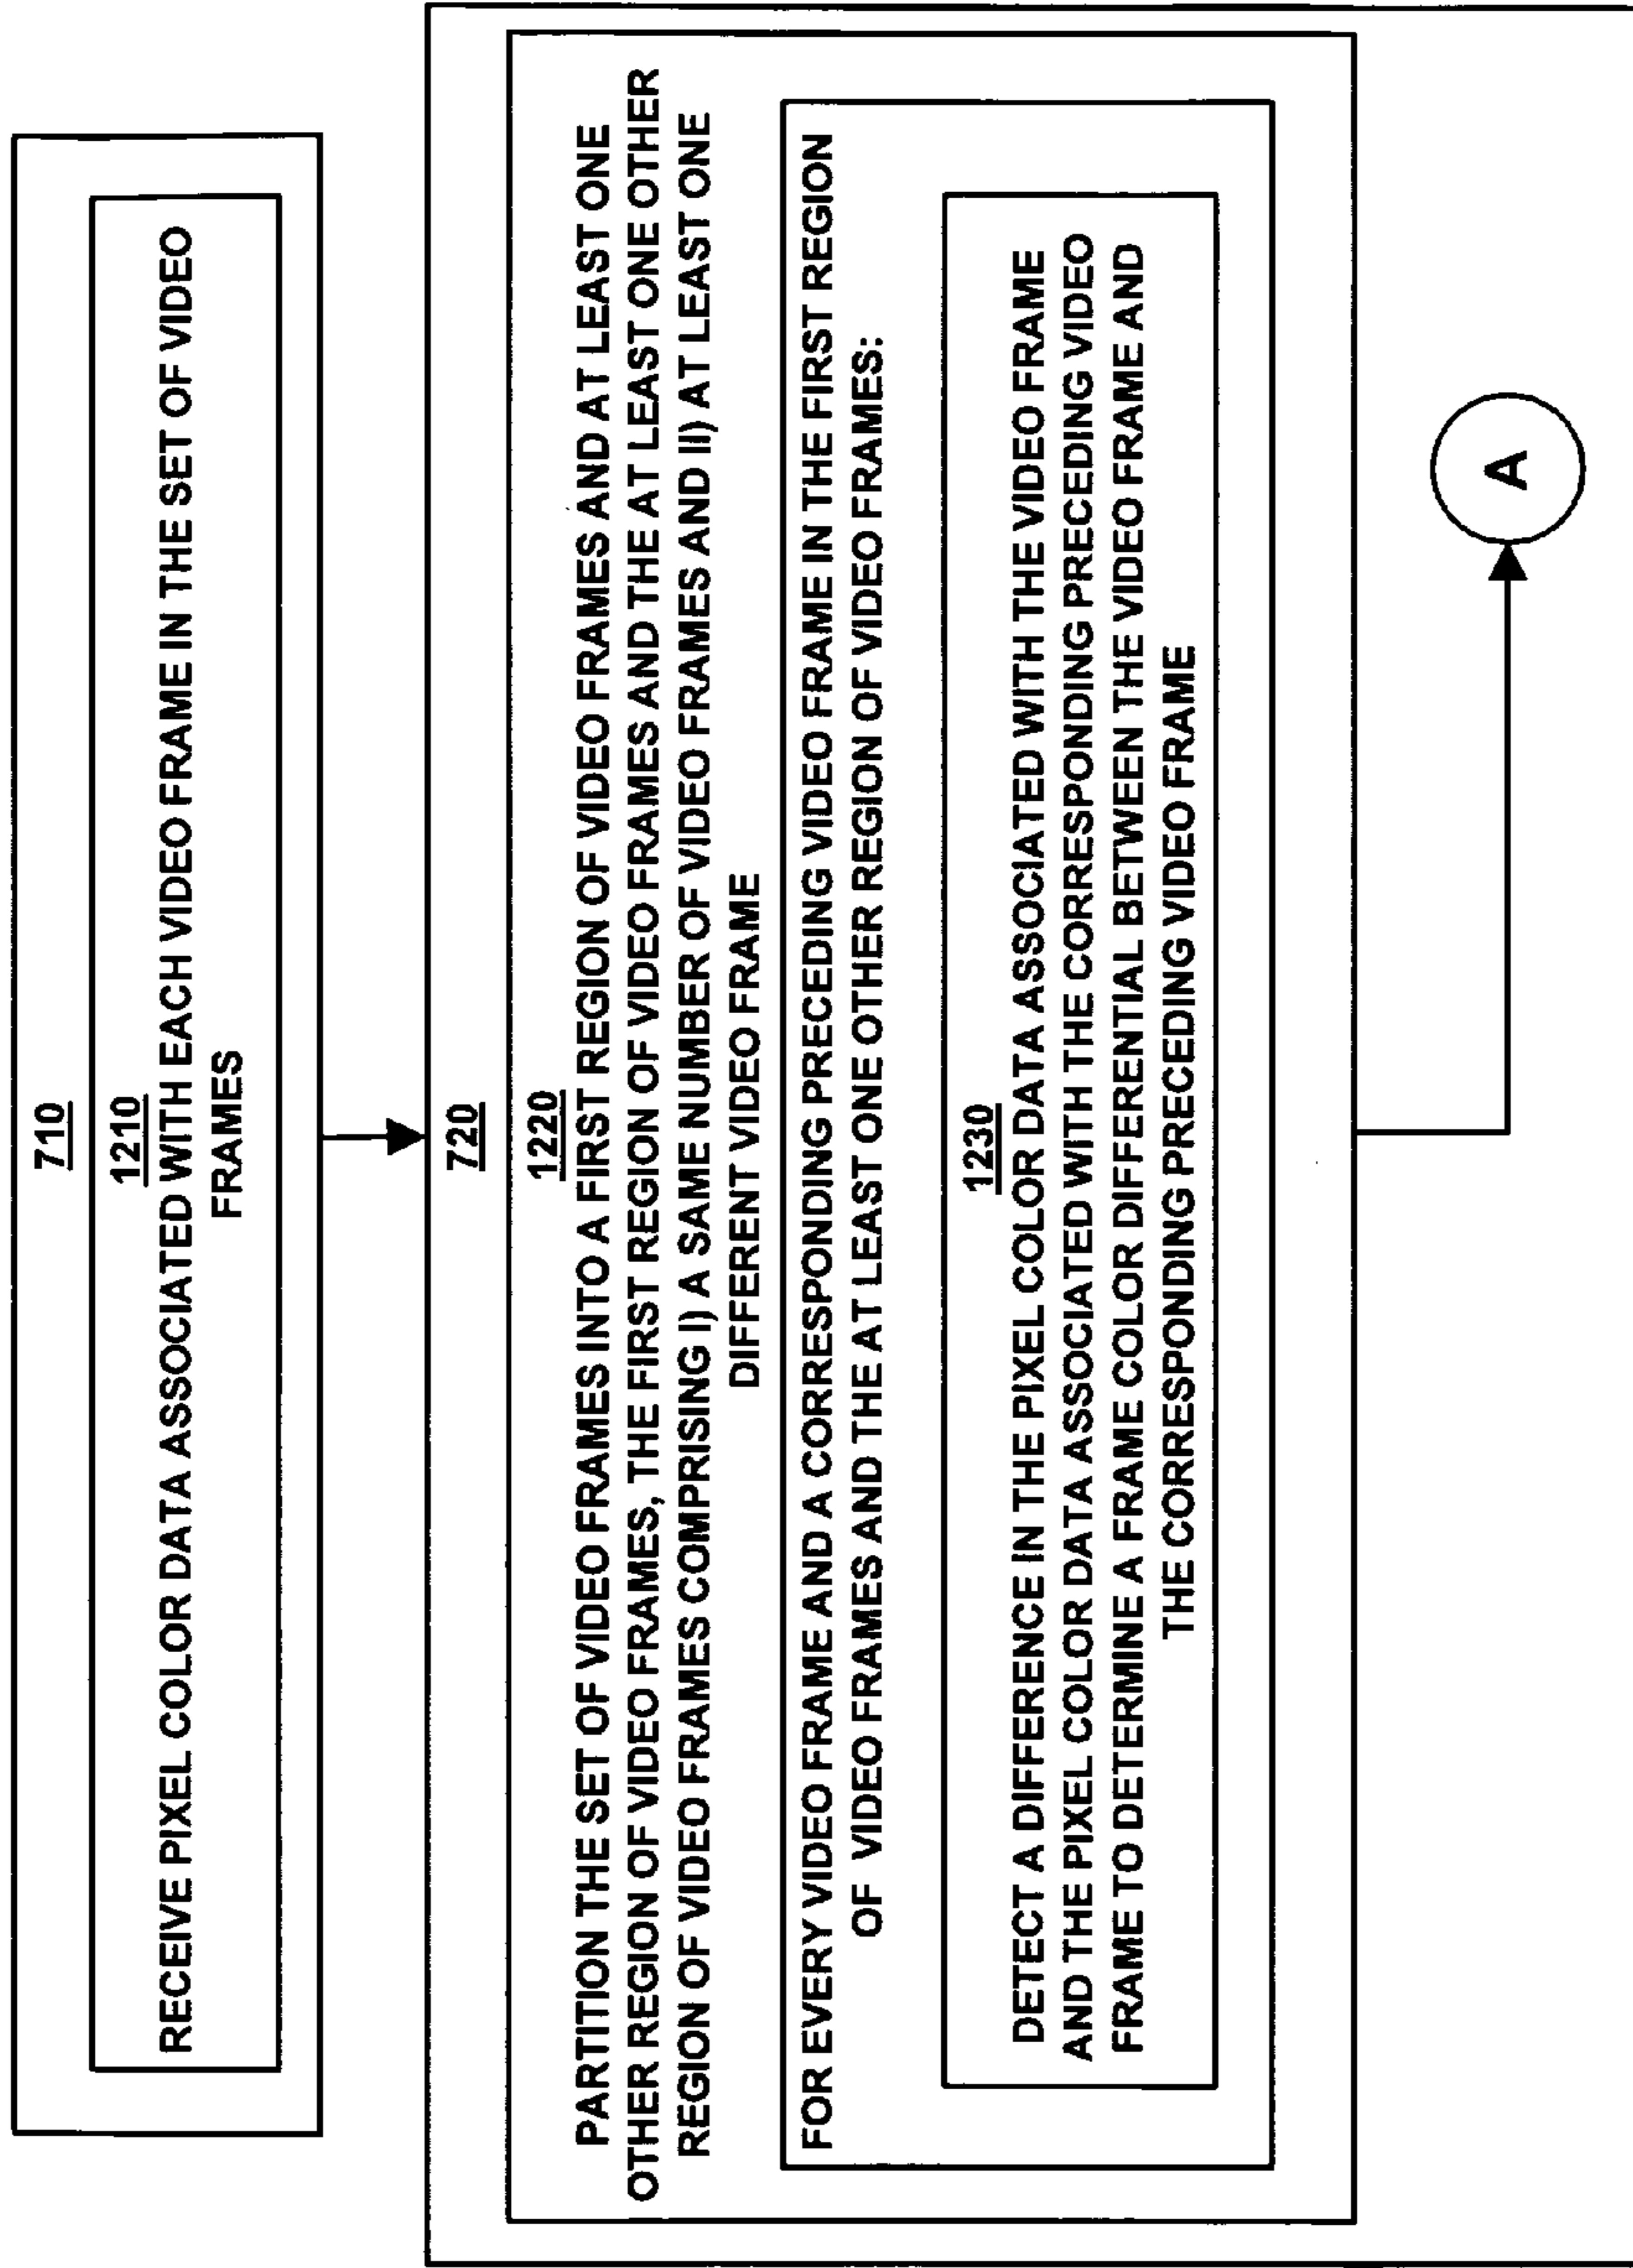 710
1210
RECEIVE PIXEL COLOR DATA ASSOCIATED WITH EACH VIDEO FRAME IN THE SET OF VIDEO
FRAMES
720
1220
PARTITION THE SET OF VIDEO FRAMES INTO A FIRST REGION OF VIDEO FRAMES AND AT LEAST ONE
OTHER REGION OF VIDEO FRAMES, THE FIRST REGION OF VIDEO FRAMES AND THE AT LEAST ONE OTHER
REGION OF VIDEO FRAMES COMPRISING I) A SAME NUMBER OF VIDEO FRAMES AND II) AT LEAST ONE
DIFFERENT VIDEO FRAME
FOR EVERY VIDEO FRAME AND A CORRESPONDING PRECEDING VIDEO FRAME IN THE FIRST REGION
OF VIDEO FRAMES AND THE AT LEAST ONE OTHER REGION OF VIDEO FRAMES:
1230
DETECT A DIFFERENCE IN THE PIXEL COLOR DATA ASSOCIATED WITH THE VIDEO FRAME
AND THE PIXEL COLOR DATA ASSOCIATED WITH THE CORRESPONDING PRECEDING VIDEO
FRAME TO DETERMINE A FRAME COLOR DIFFERENTIAL BETWEEN THE VIDEO FRAME AND
THE CORRESPONDING PRECEDING VIDEO FRAME
A